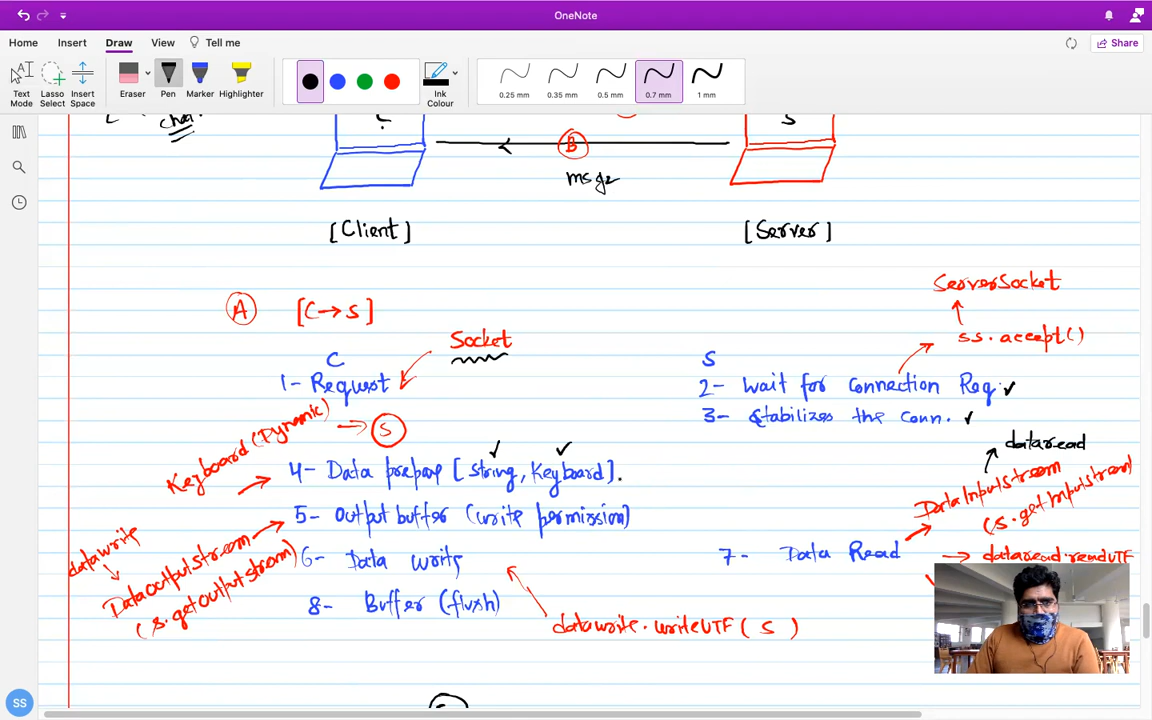 OneNote
Home Insert Draw View Tell me
Share
Text Mode
Lasso Select
Insert Space
Eraser
Pen
Marker
Highlighter
Ink Colour
0.25 mm
0.35 mm
0.5 mm
0.7 mm
1 mm
S
B
msg2
[Client]
[Server]
A [C→S]
Socket
ServerSocket
ss.accept()
C
1- Request
S
2- Wait for Connection Req.
3- Stabilizes the Conn.
Keyboard (Dynamic) → S
4- Data prepare [string, Keyboard].
5- Output buffer (write permission)
6- Data write
8- Buffer (flush)
datawrite
Dataoutputstream
(s.getoutputstream)
datawrite.writeUTF( S )
7- Data Read
dataread
DataInputstream
(s.getInputstream)
→ dataread.readUTF
SS